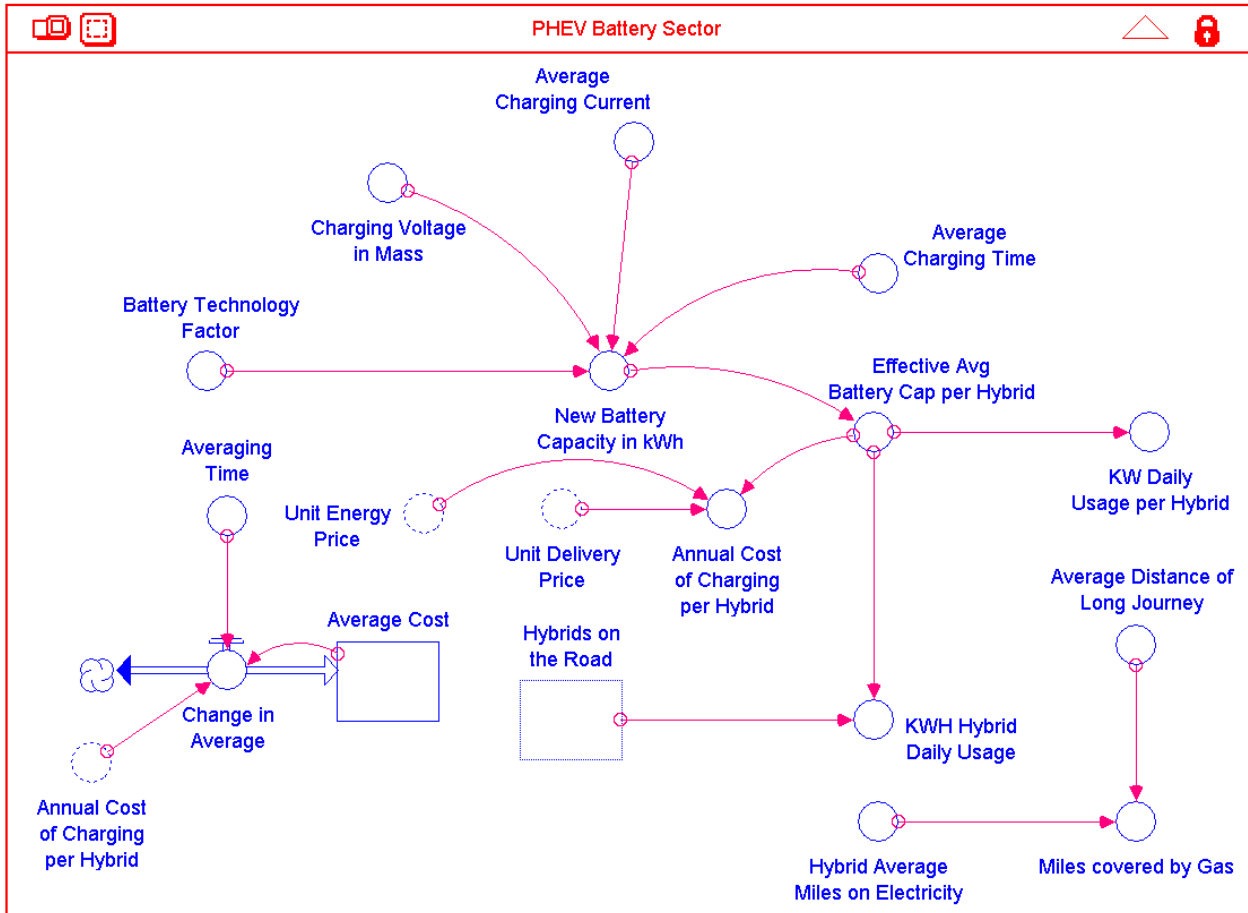 PHEV Battery Sector
Average
Charging Current
Charging Voltage
in Mass
Average
Charging Time
Battery Technology
Factor
New Battery
Capacity in kWh
Effective Avg
Battery Cap per Hybrid
KW Daily
Usage per Hybrid
Averaging
Time
Unit Energy
Price
Unit Delivery
Price
Annual Cost
of Charging
per Hybrid
Average Distance of
Long Journey
Average Cost
Hybrids on
the Road
Change in
Average
KWH Hybrid
Daily Usage
Annual Cost
of Charging
per Hybrid
Hybrid Average
Miles on Electricity
Miles covered by Gas